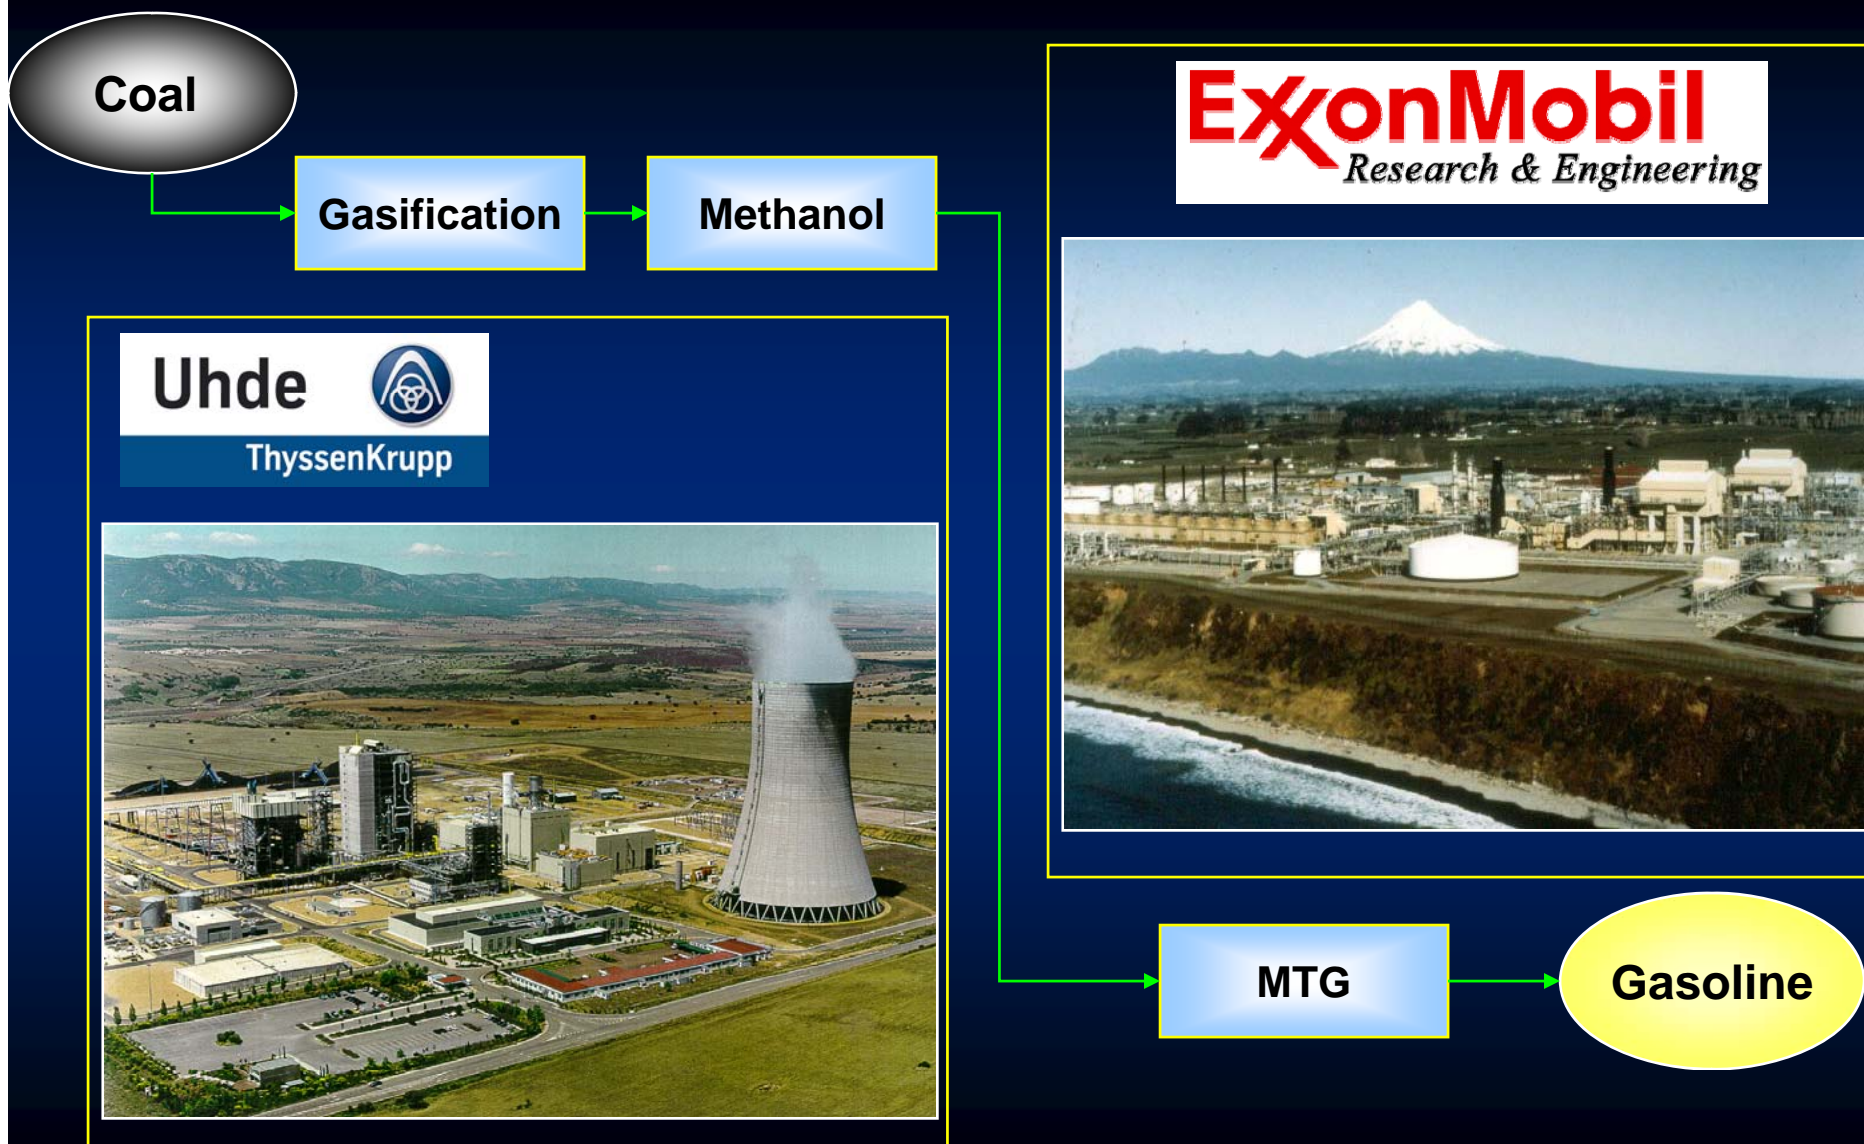 Coal
Gasification
Methanol
ExxonMobil
Research & Engineering
Uhde
ThyssenKrupp
MTG
Gasoline